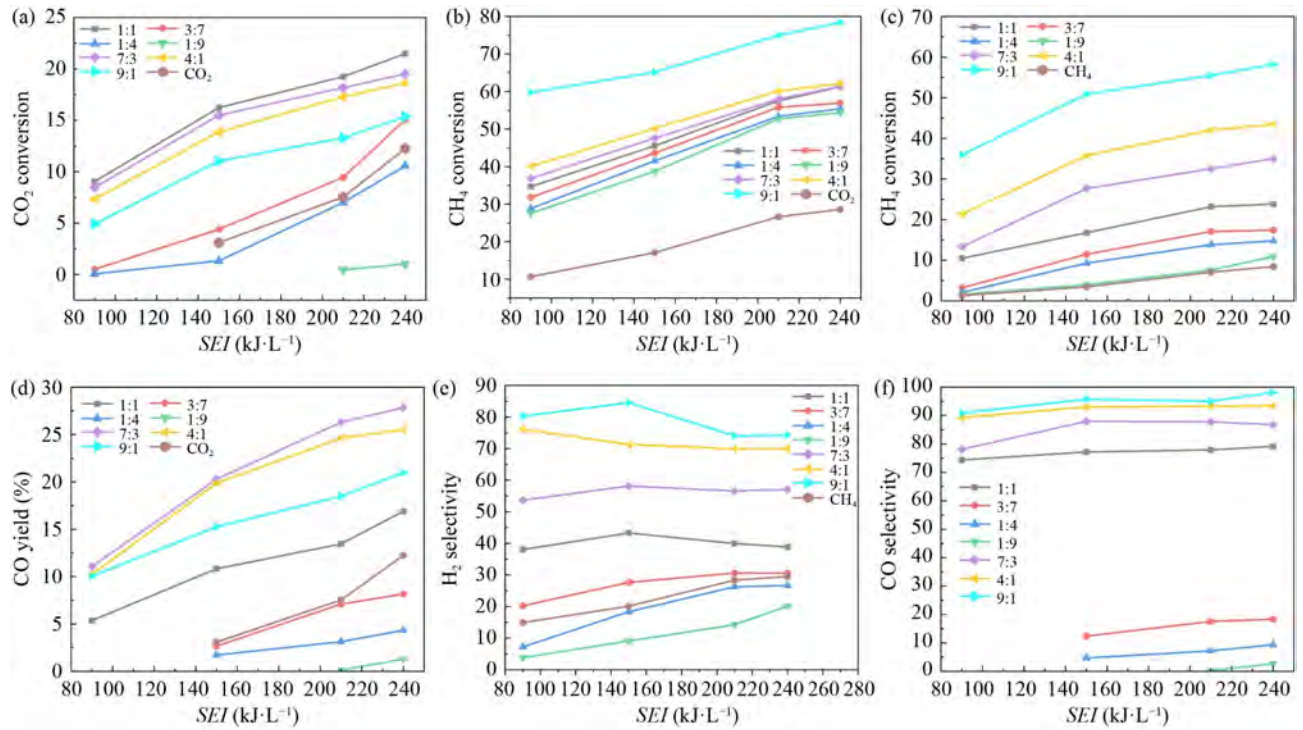 (a)
25
20
15
10
5
0
CO₂ conversion
1:1 3:7
1:4 1:9
7:3 4:1
9:1 CO₂
80 100 120 140 160 180 200 220 240
SEI (kJ·L⁻¹)
(b)
80
70
60
50
40
30
20
10
CH₄ conversion
1:1 3:7
1:4 1:9
7:3 4:1
9:1 CO₂
80 100 120 140 160 180 200 220 240
SEI (kJ·L⁻¹)
(c)
70
60
50
40
30
20
10
0
CH₄ conversion
1:1 3:7
1:4 1:9
7:3 4:1
9:1 CH₄
80 100 120 140 160 180 200 220 240
SEI (kJ·L⁻¹)
(d)
30
25
20
15
10
5
0
CO yield (%)
1:1 3:7
1:4 1:9
7:3 4:1
9:1 CO₂
80 100 120 140 160 180 200 220 240
SEI (kJ·L⁻¹)
(e)
90
80
70
60
50
40
30
20
10
0
H₂ selectivity
1:1
3:7
1:4
1:9
7:3
4:1
9:1
CH₄
80 100 120 140 160 180 200 220 240 260 280
SEI (kJ·L⁻¹)
(f)
100
90
80
70
60
50
40
30
20
10
0
CO selectivity
1:1
3:7
1:4
1:9
7:3
4:1
9:1
80 100 120 140 160 180 200 220 240
SEI (kJ·L⁻¹)